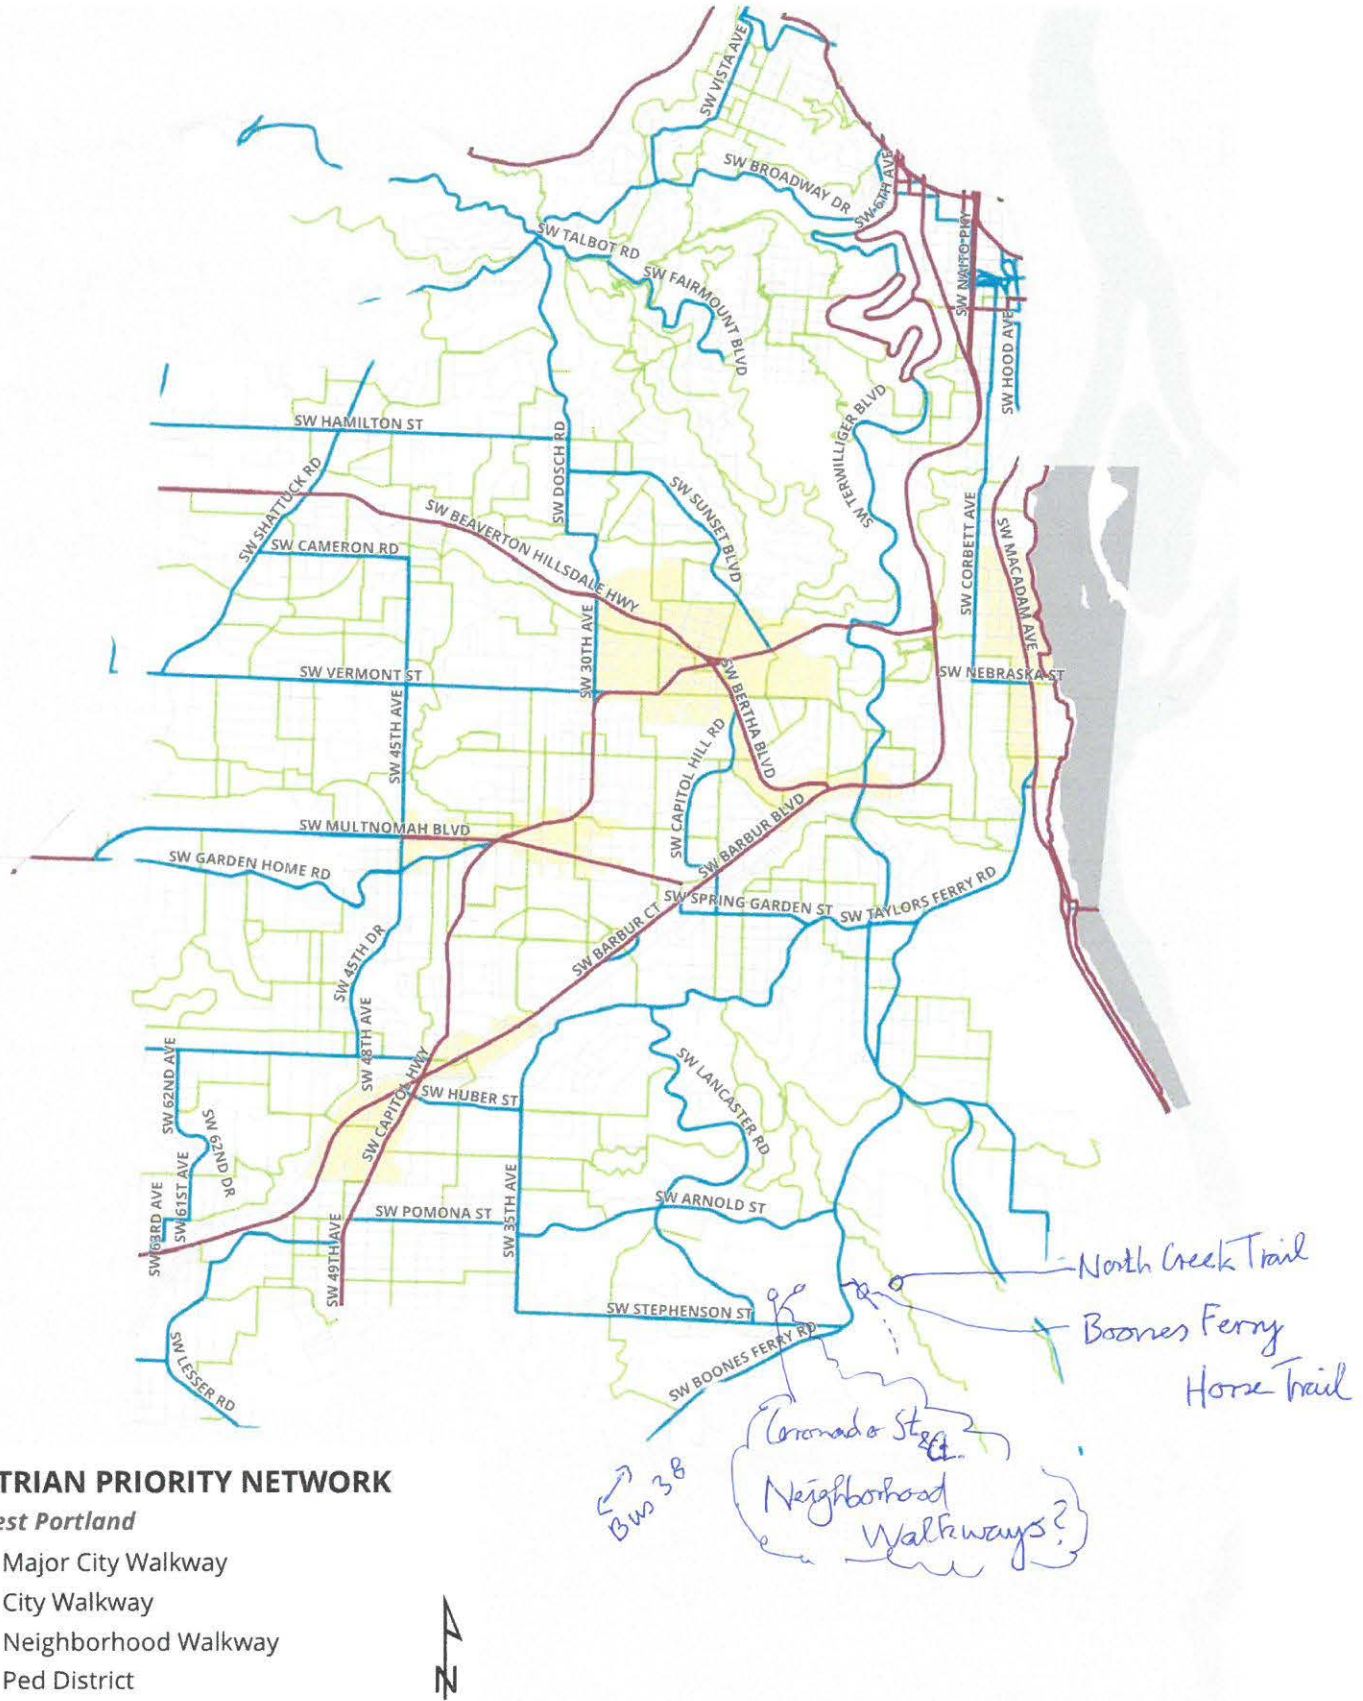 SW VISTA AVE
SW BROADWAY DR
SW 6TH AVE
SW TALBOT RD
SW NAITO PKY
SW FAIRMOUNT BLVD
SW HOOD AVE
SW HAMILTON ST
SW TERWILLIGER BLVD
SW DOSCH RD
SW SHATTUCK RD
SW SUNSET BLVD
SW BEAVERTON HILLSDALE HWY
SW CAMERON RD
SW CORBETT AVE
SW MACADAM AVE
SW 30TH AVE
SW VERMONT ST
SW NEBRASKA ST
SW BERTHA BLVD
SW 45TH AVE
SW CAPITOL HILL RD
SW MULTNOMAH BLVD
SW BARBUR BLVD
SW GARDEN HOME RD
SW SPRING GARDEN ST
SW TAYLORS FERRY RD
SW BARBUR CT
SW 45TH DR
SW 48TH AVE
SW 62ND AVE
SW CAPITOL HWY
SW HUBER ST
SW LANCASTER RD
SW 62ND DR
SW 61ST AVE
SW 63RD AVE
SW 35TH AVE
SW ARNOLD ST
SW POMONA ST
SW 49TH AVE
North Creek Trail
SW STEPHENSON ST
Boones Ferry
Horse Trail
SW BOONES FERRY RD
SW LESSER RD
Coronado St & Ct.
Bus 38
Neighborhood
Walkways?
TRIAN PRIORITY NETWORK
est Portland
Major City Walkway
City Walkway
Neighborhood Walkway
Ped District
N